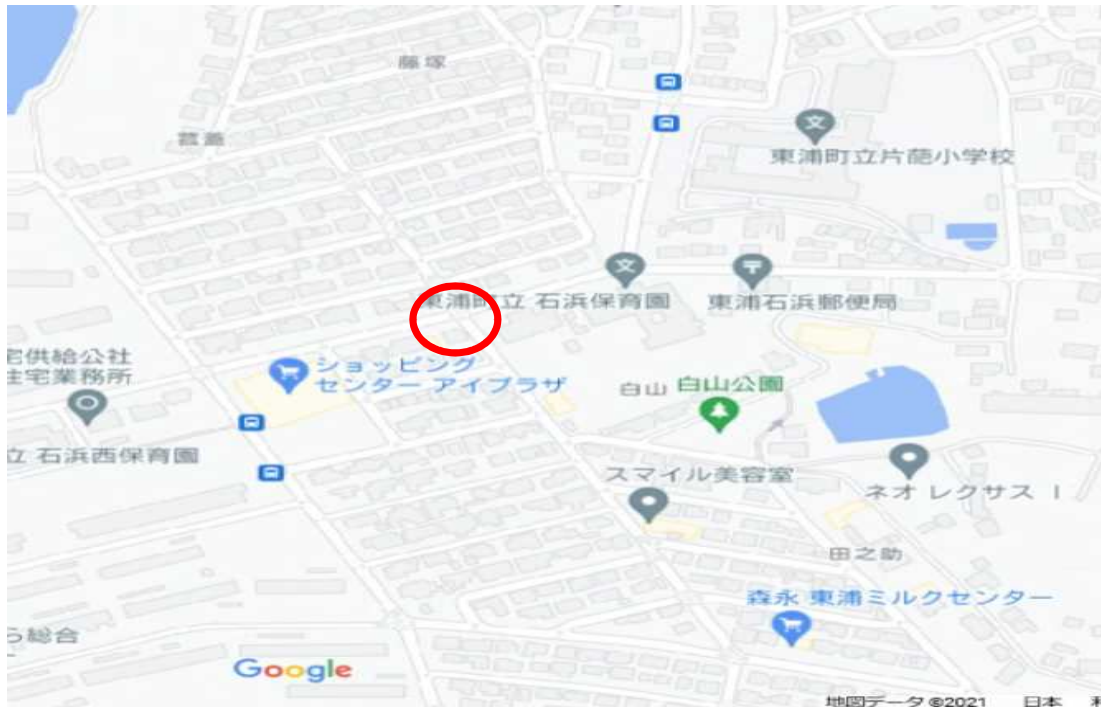 藤塚
東浦町立片葩小学校
東浦町立 石浜保育園
東浦石浜郵便局
宅供給公社
住宅業務所
ショッピング
センター アイプラザ
白山
白山公園
立 石浜西保育園
スマイル美容室
ネオ レクサス I
田之助
森永 東浦ミルクセンター
ら総合
Google
地図データ ©2021 日本